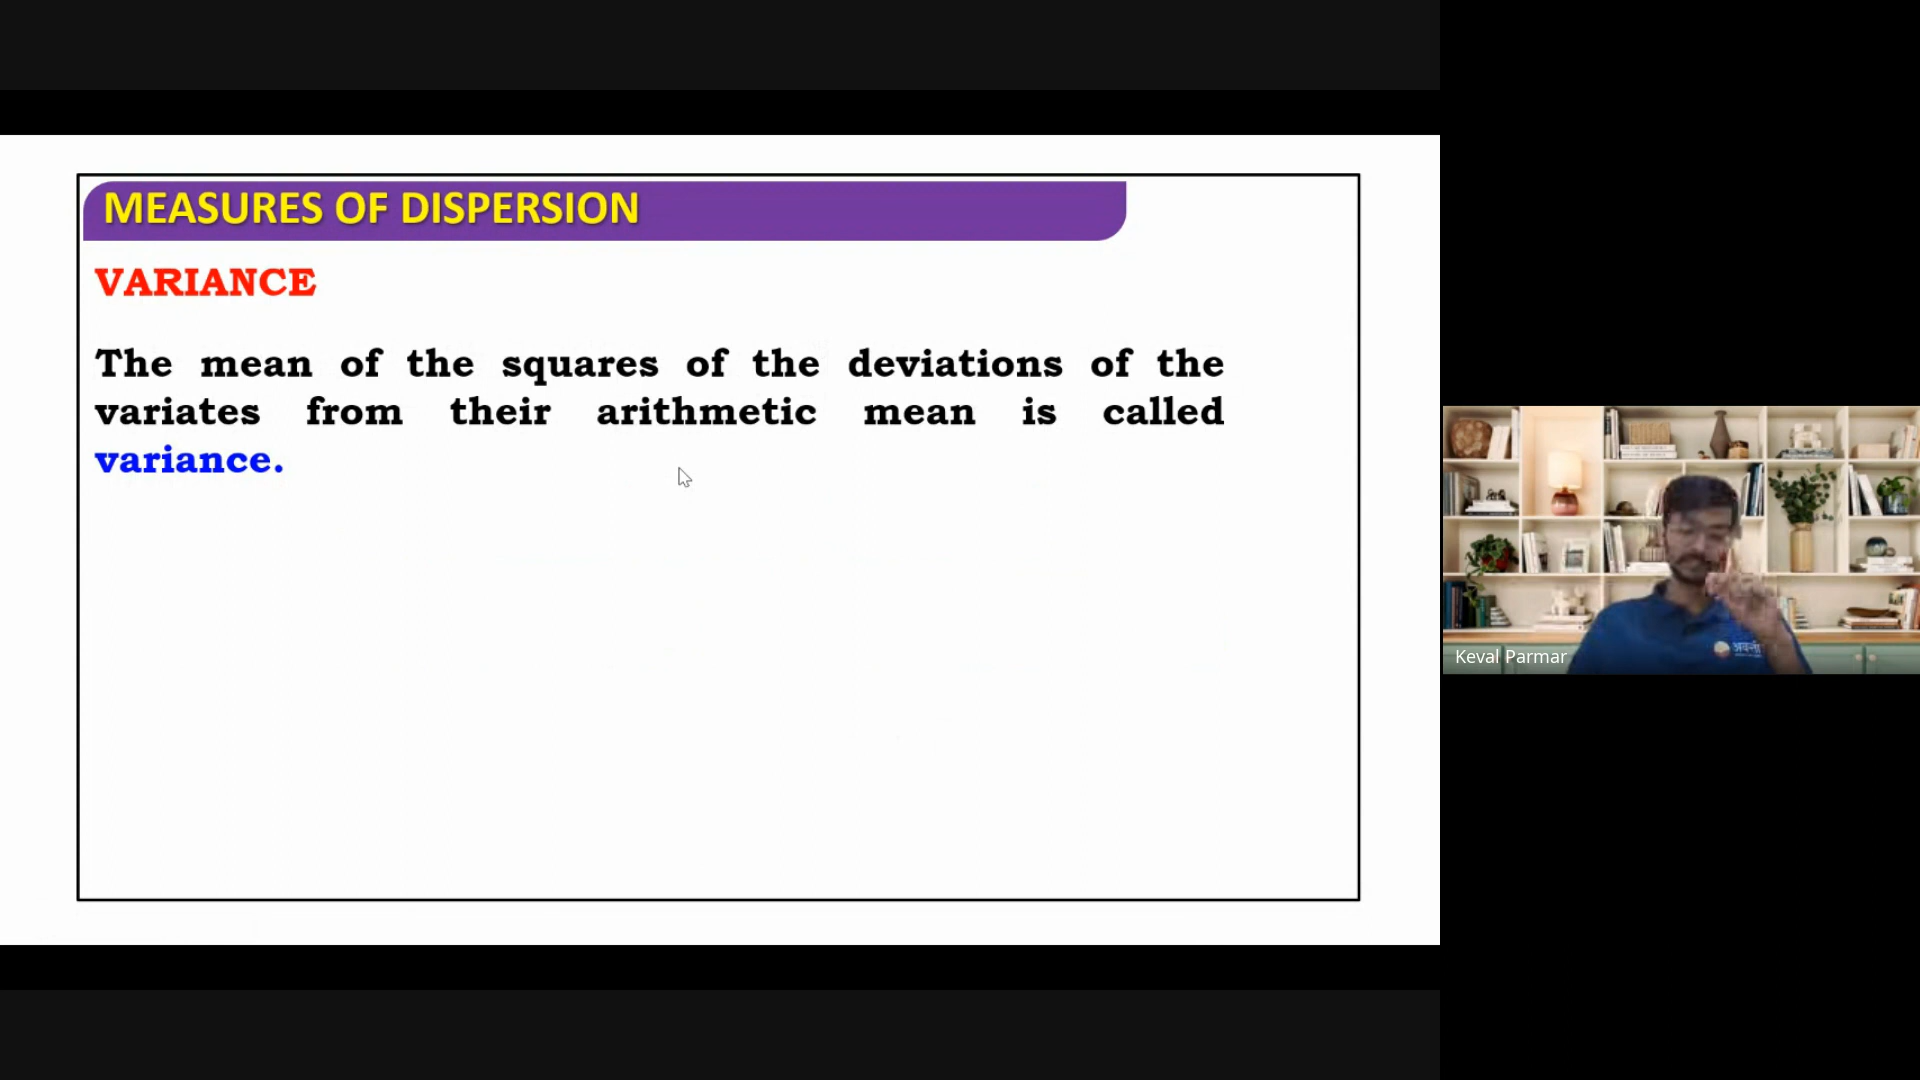 MEASURES OF DISPERSION
VARIANCE
The mean of the squares of the deviations of the
variates from their arithmetic mean is called
variance.
Keval Parmar